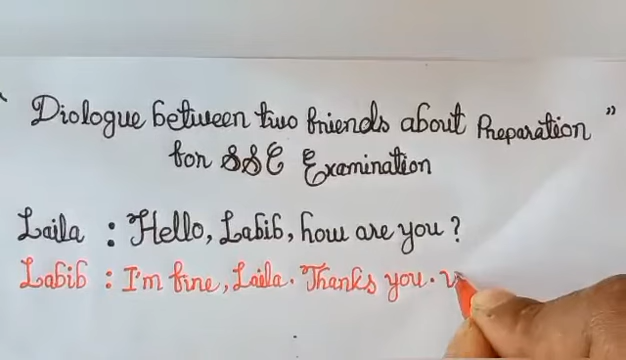 " Diologue between two friends about Preparation "
for SSC Examination
Laila : Hello, Labib, how are you ?
Labib : I'm fine, Laila. Thanks you.